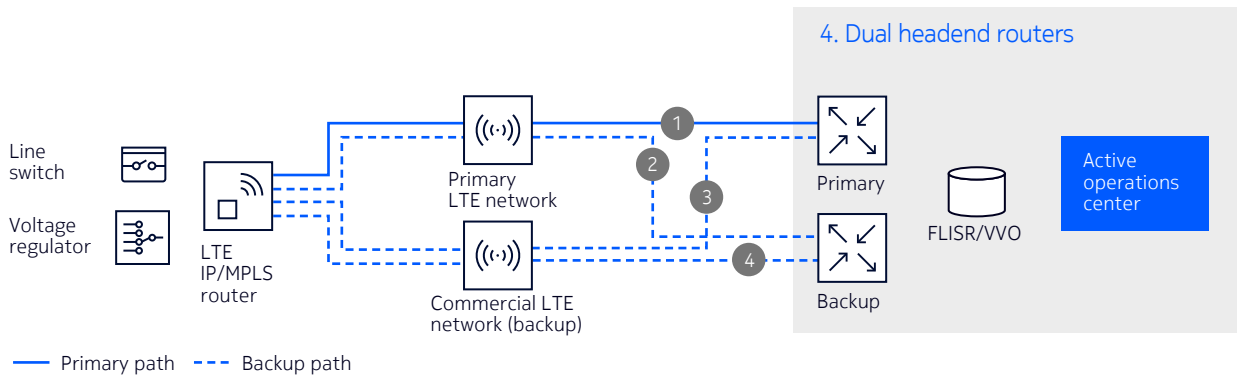 4. Dual headend routers
1
2
3
4
Line
switch
Voltage
regulator
LTE
IP/MPLS
router
Primary
LTE network
Commercial LTE
network (backup)
Primary
Backup
FLISR/VVO
Active
operations
center
Primary path
Backup path